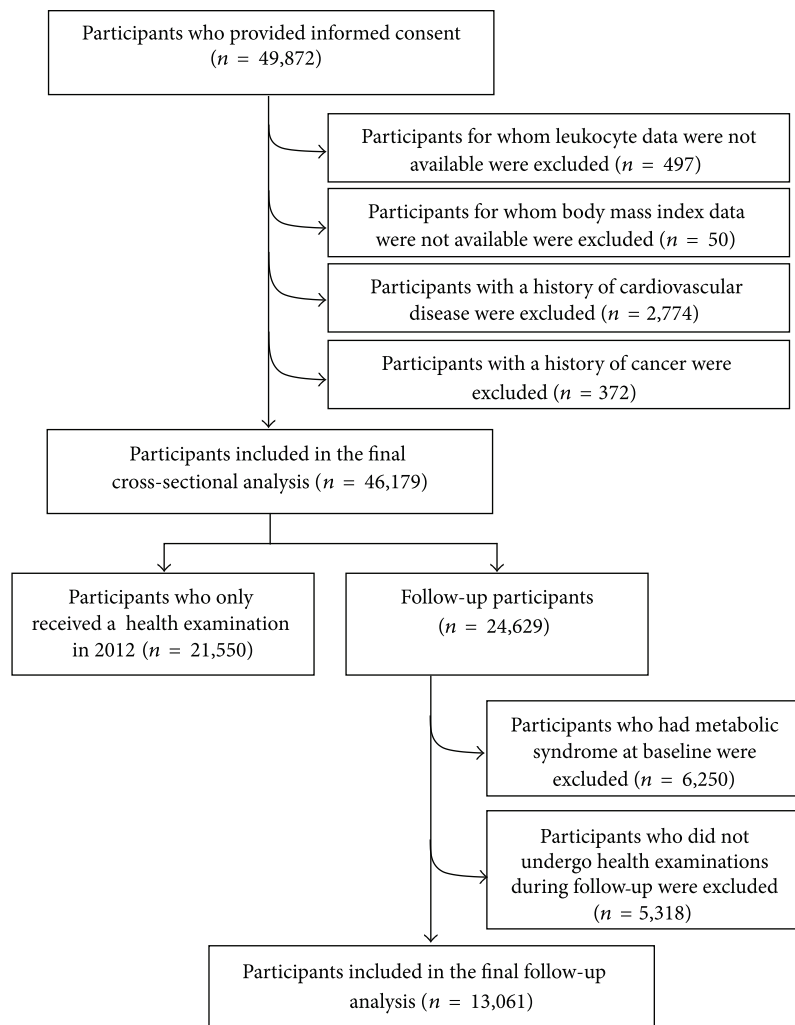 Participants who provided informed consent
(n = 49,872)
Participants for whom leukocyte data were not
available were excluded (n = 497)
Participants for whom body mass index data
were not available were excluded (n = 50)
Participants with a history of cardiovascular
disease were excluded (n = 2,774)
Participants with a history of cancer were
excluded (n = 372)
Participants included in the final
cross-sectional analysis (n = 46,179)
Participants who only
received a health examination
in 2012 (n = 21,550)
Follow-up participants
(n = 24,629)
Participants who had metabolic
syndrome at baseline were
excluded (n = 6,250)
Participants who did not
undergo health examinations
during follow-up were excluded
(n = 5,318)
Participants included in the final follow-up
analysis (n = 13,061)